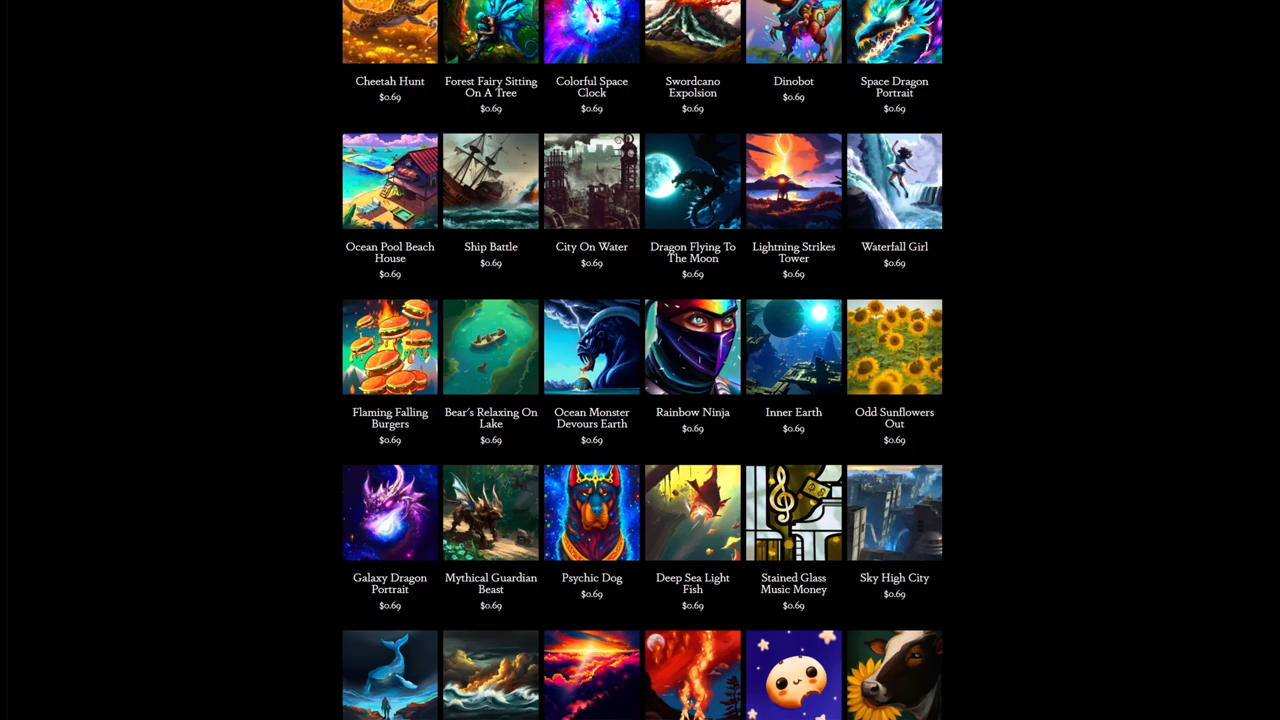 Cheetah Hunt
$0.69
Forest Fairy Sitting
On A Tree
$0.69
Colorful Space
Clock
$0.69
Swordcano
Expolsion
$0.69
Dinobot
$0.69
Space Dragon
Portrait
$0.69
Ocean Pool Beach
House
$0.69
Ship Battle
$0.69
City On Water
$0.69
Dragon Flying To
The Moon
$0.69
Lightning Strikes
Tower
$0.69
Waterfall Girl
$0.69
Flaming Falling
Burgers
$0.69
Bear's Relaxing On
Lake
$0.69
Ocean Monster
Devours Earth
$0.69
Rainbow Ninja
$0.69
Inner Earth
$0.69
Odd Sunflowers
Out
$0.69
Galaxy Dragon
Portrait
$0.69
Mythical Guardian
Beast
$0.69
Psychic Dog
$0.69
Deep Sea Light
Fish
$0.69
Stained Glass
Music Money
$0.69
Sky High City
$0.69